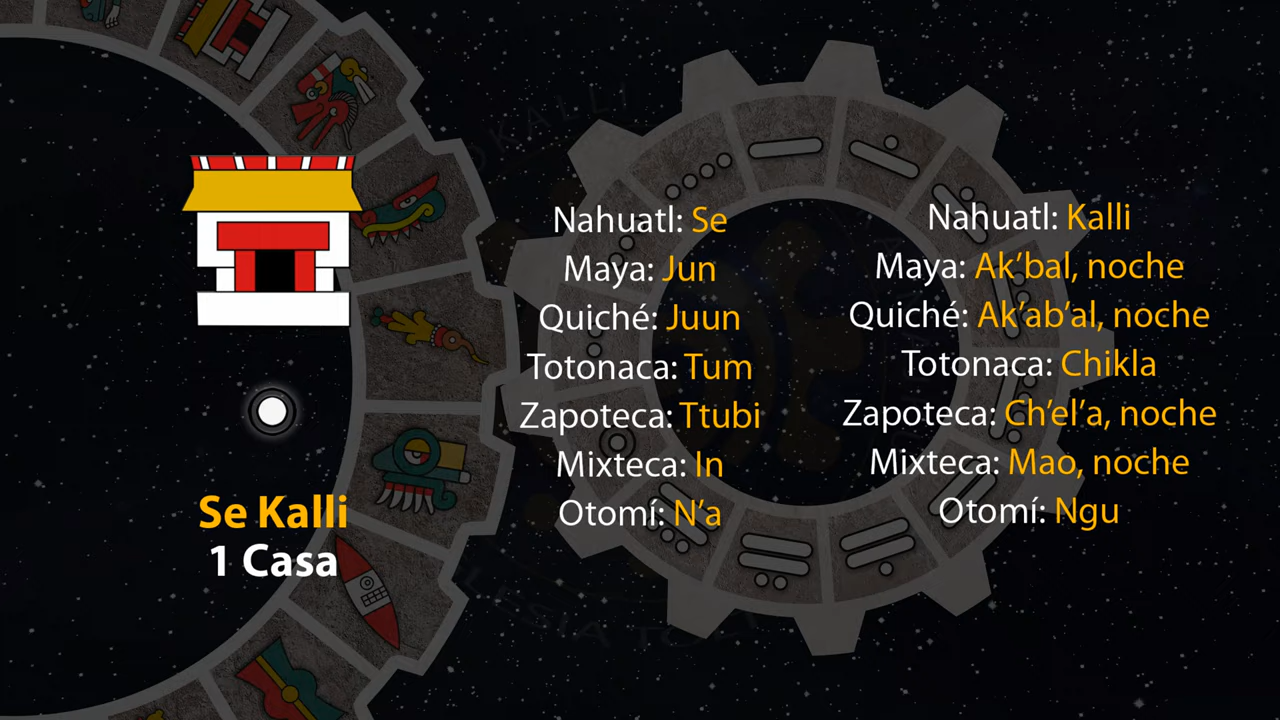 Nahuatl: Se
Maya: Jun
Quiché: Juun
Totonaca: Tum
Zapoteca: Ttubi
Mixteca: In
Otomí: N’a
Nahuatl: Kalli
Maya: Ak’bal, noche
Quiché: Ak’ab’al, noche
Totonaca: Chikla
Zapoteca: Ch’el’a, noche
Mixteca: Mao, noche
Otomí: Ngu
Se Kalli
1 Casa